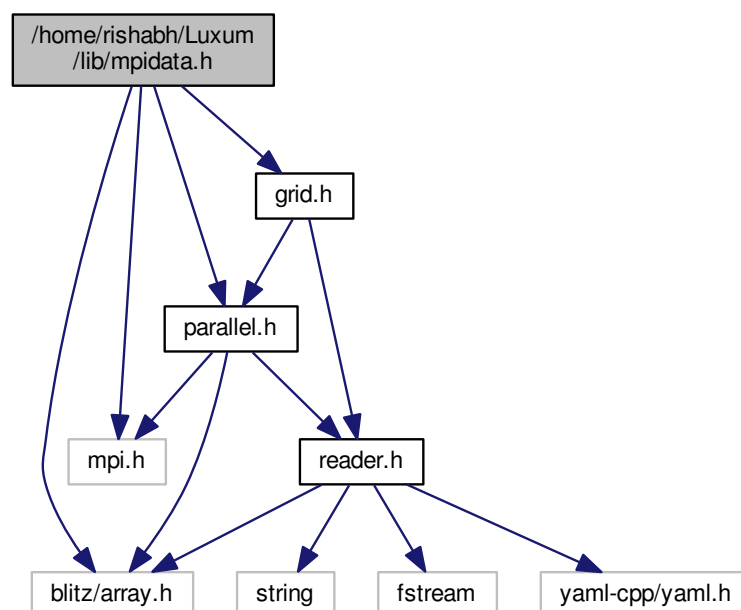 /home/rishabh/Luxum
/lib/mpidata.h
grid.h
parallel.h
mpi.h
reader.h
blitz/array.h
string
fstream
yaml-cpp/yaml.h